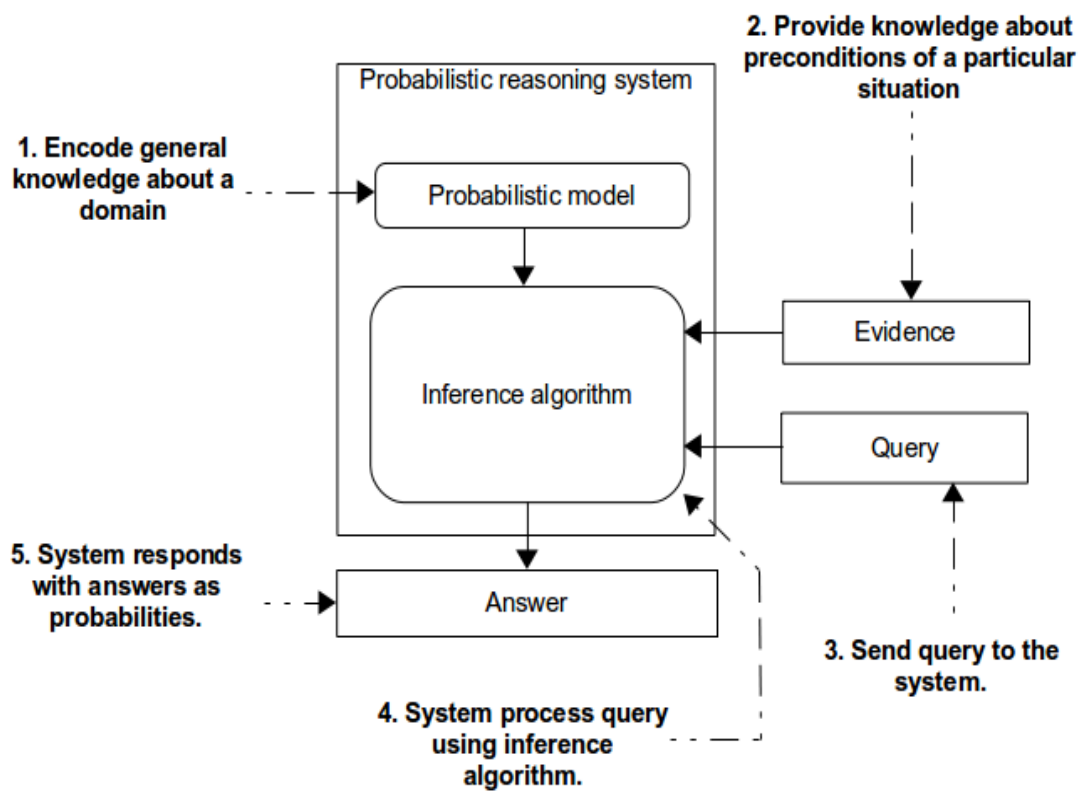 2. Provide knowledge about
preconditions of a particular
situation
Probabilistic reasoning system
1. Encode general
knowledge about a
domain
Probabilistic model
Evidence
Inference algorithm
Query
5. System responds
with answers as
probabilities.
Answer
3. Send query to the
system.
4. System process query
using inference
algorithm.